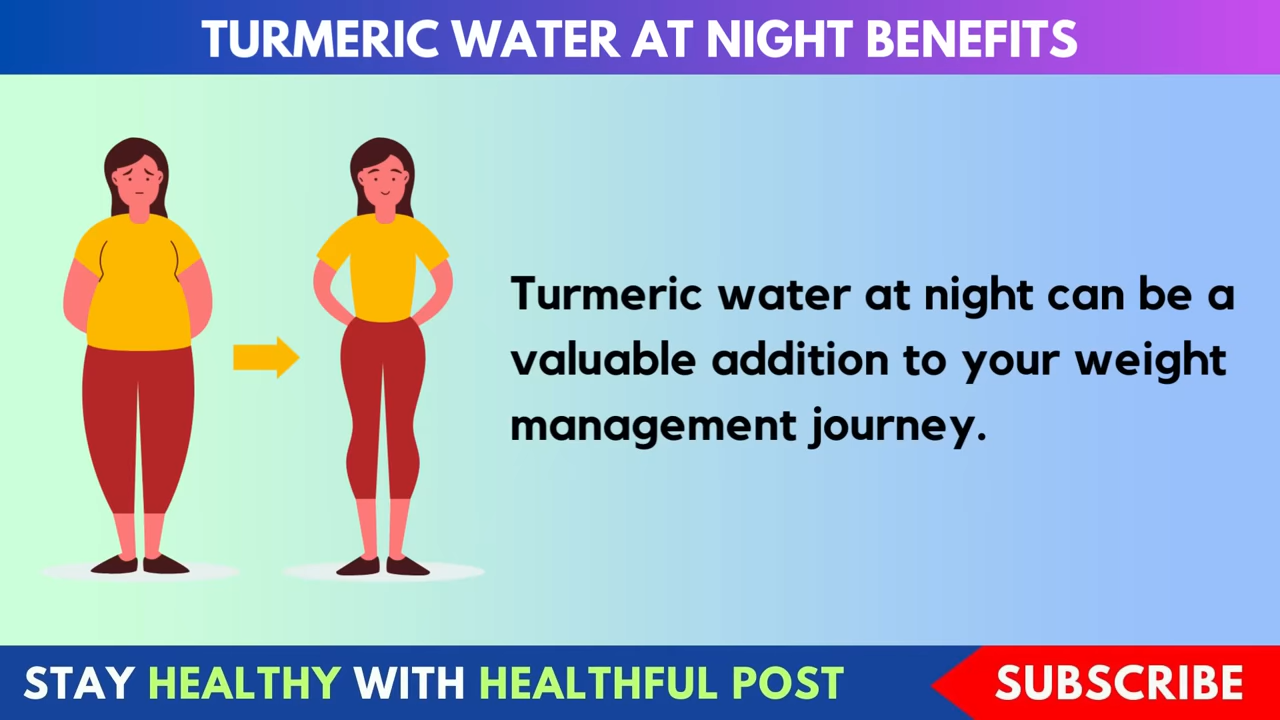 TURMERIC WATER AT NIGHT BENEFITS
Turmeric water at night can be a
valuable addition to your weight
management journey.
STAY HEALTHY WITH HEALTHFUL POST
SUBSCRIBE